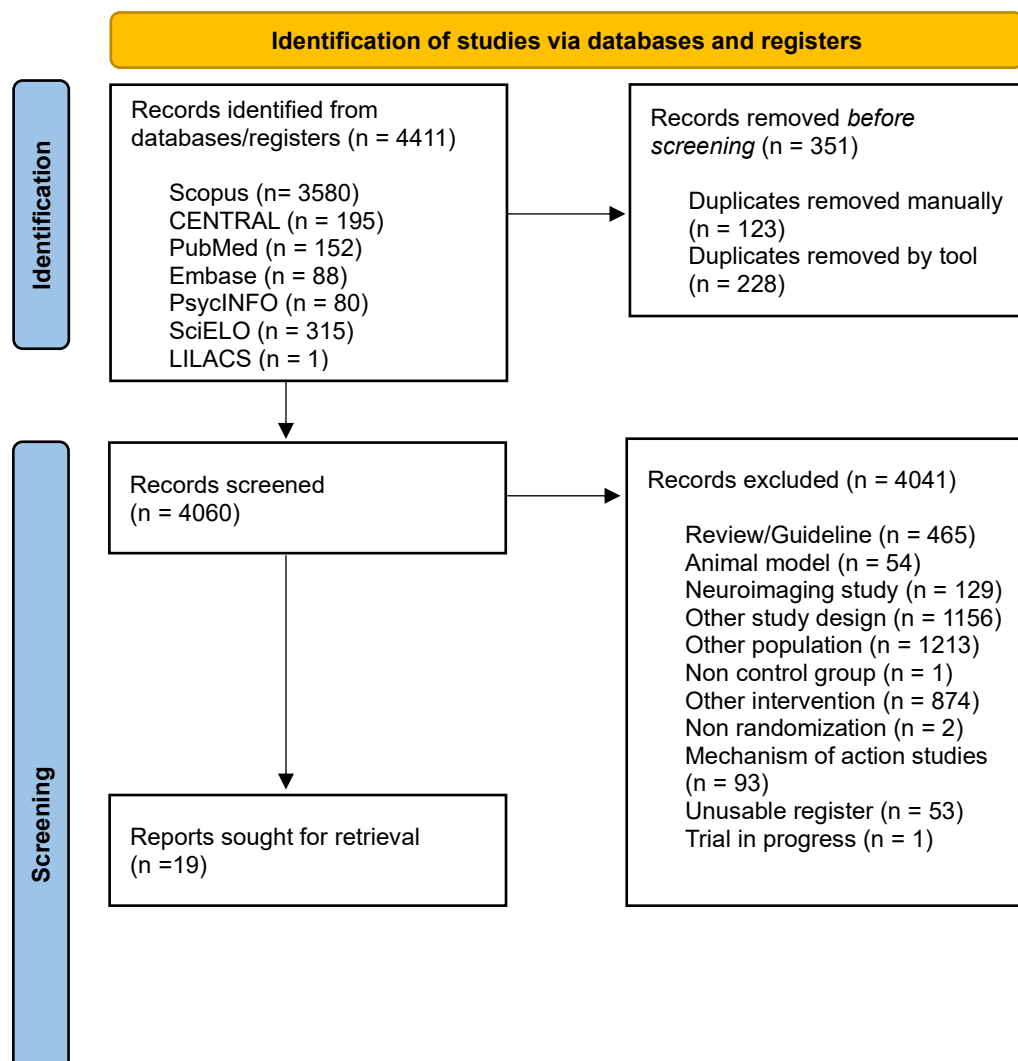 Identification of studies via databases and registers
Identification
Records identified from
databases/registers (n = 4411)
Scopus (n= 3580)
CENTRAL (n = 195)
PubMed (n = 152)
Embase (n = 88)
PsycINFO (n = 80)
SciELO (n = 315)
LILACS (n = 1)
Records removed before
screening (n = 351)
Duplicates removed manually
(n = 123)
Duplicates removed by tool
(n = 228)
Screening
Records screened
(n = 4060)
Records excluded (n = 4041)
Review/Guideline (n = 465)
Animal model (n = 54)
Neuroimaging study (n = 129)
Other study design (n = 1156)
Other population (n = 1213)
Non control group (n = 1)
Other intervention (n = 874)
Non randomization (n = 2)
Mechanism of action studies
(n = 93)
Unusable register (n = 53)
Trial in progress (n = 1)
Reports sought for retrieval
(n =19)